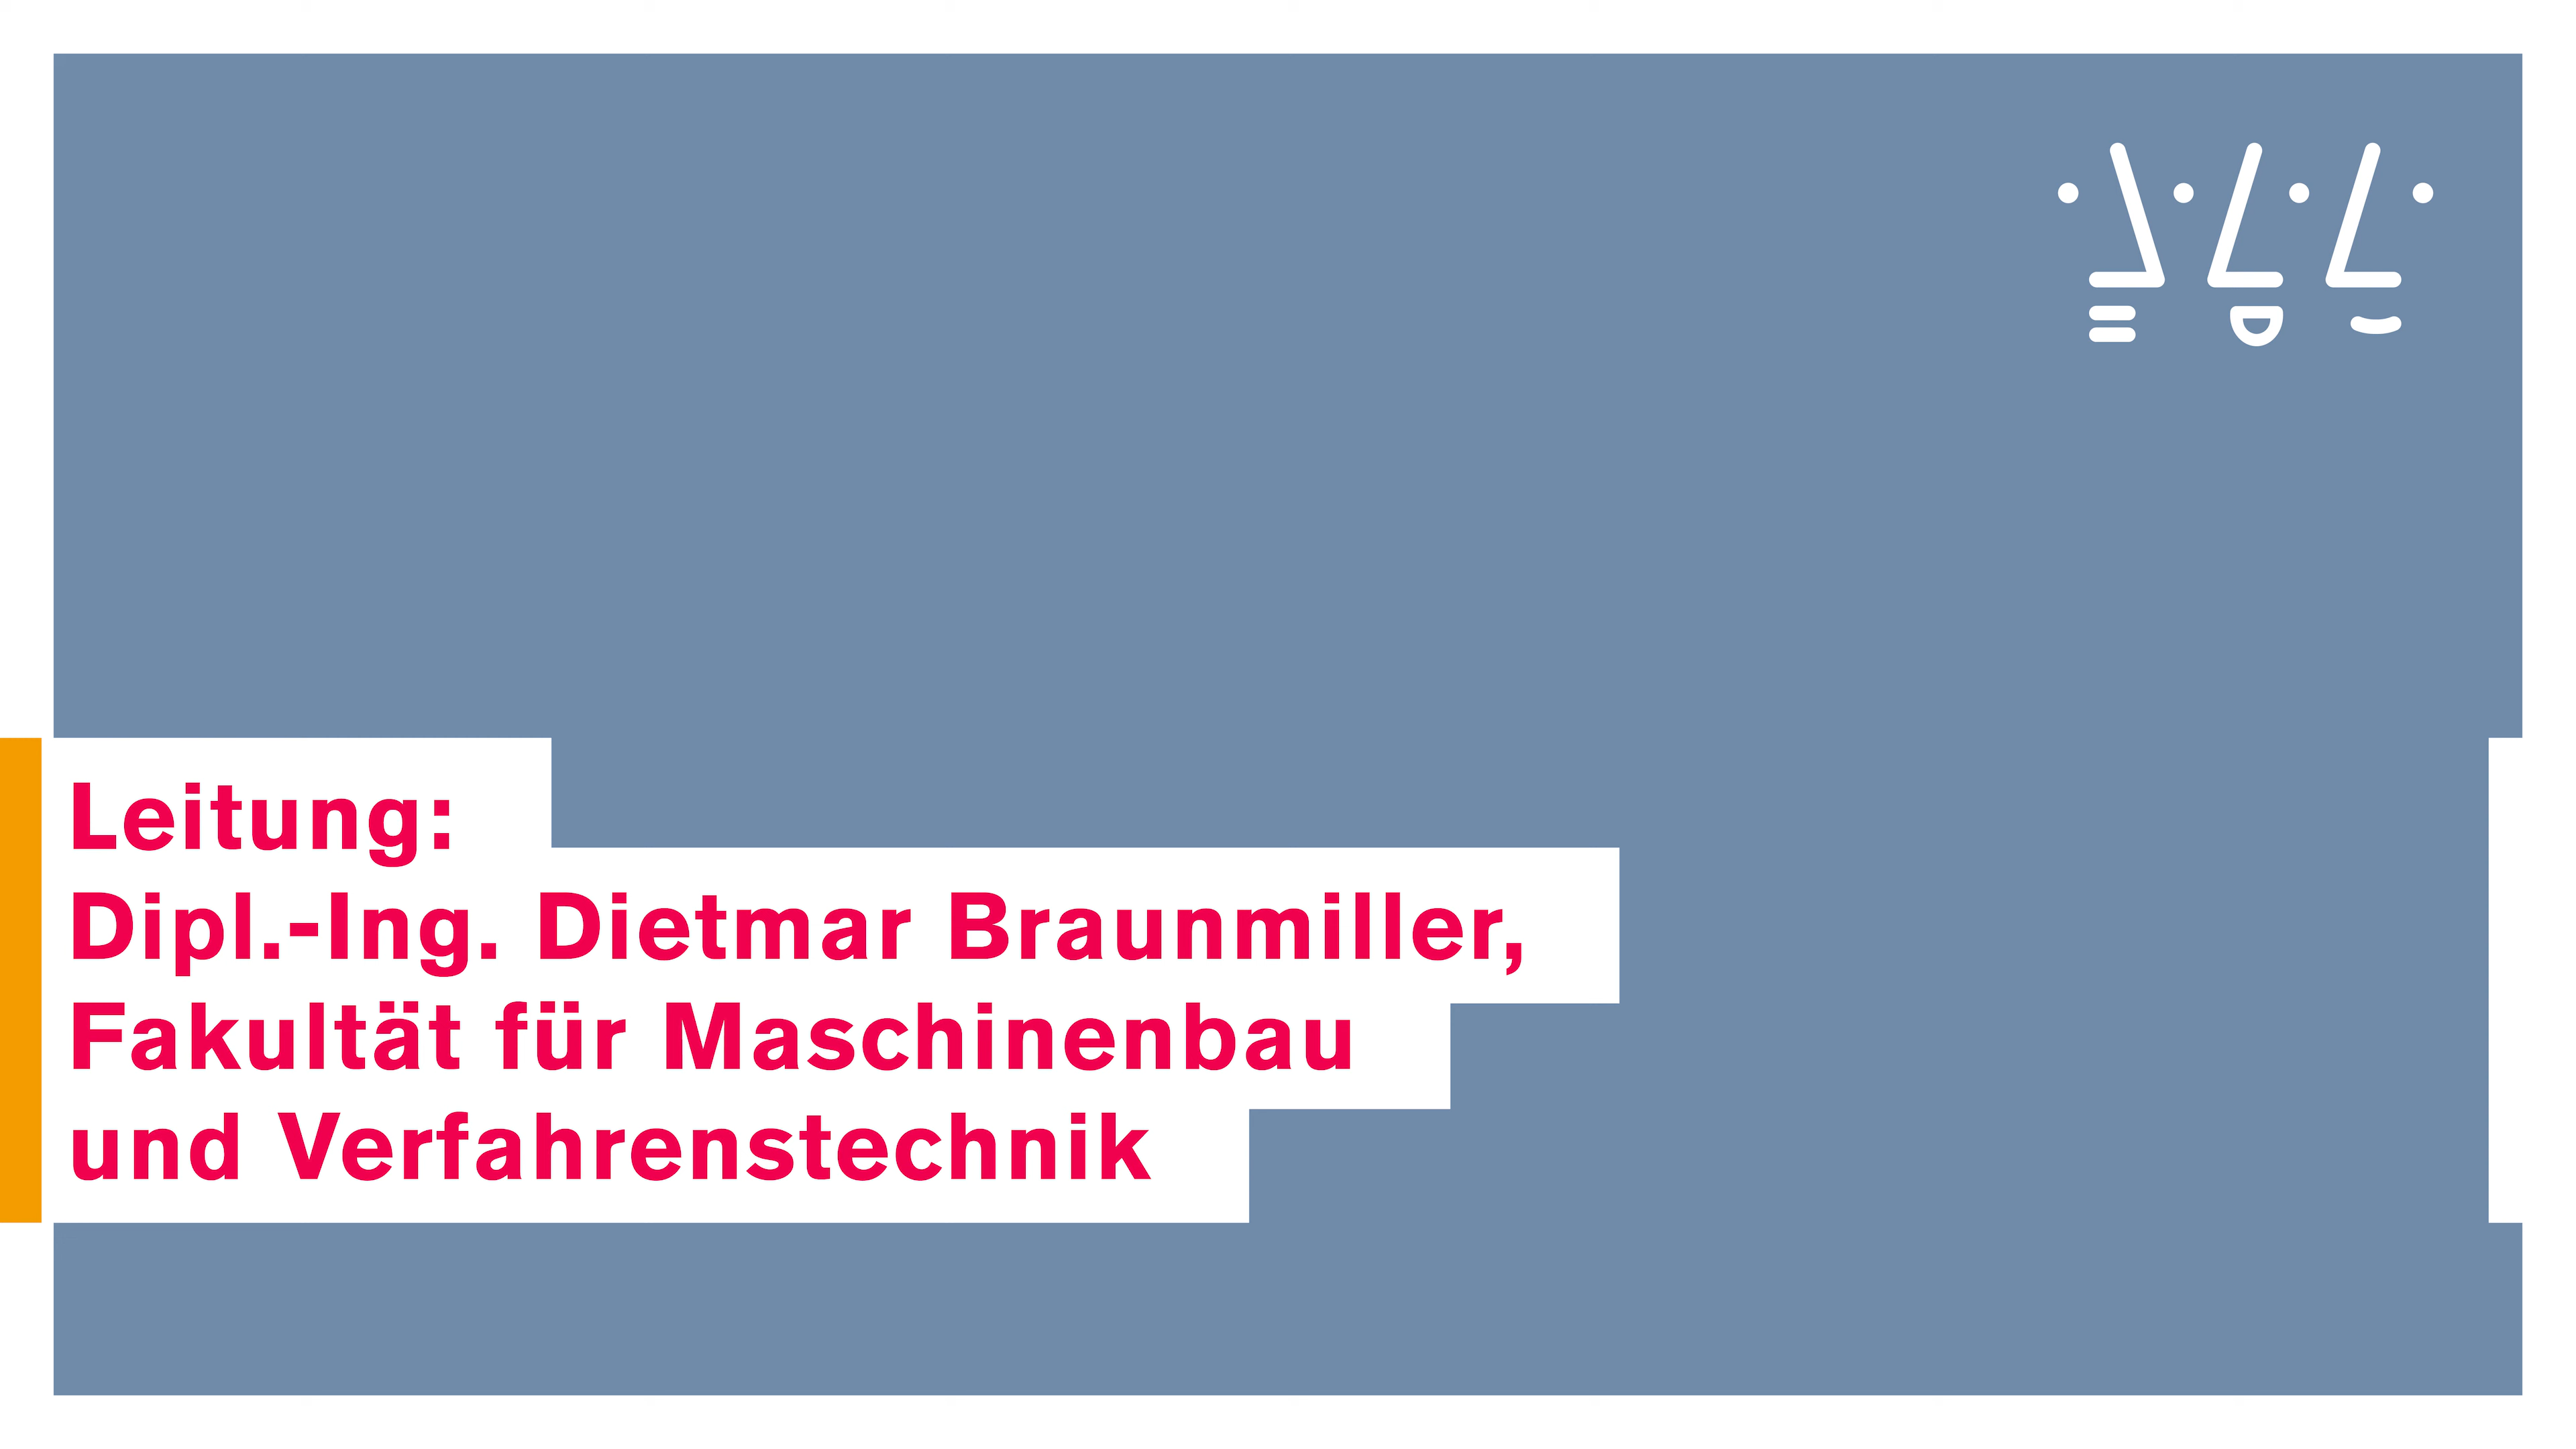 Leitung:
Dipl.-Ing. Dietmar Braunmiller,
Fakultät für Maschinenbau
und Verfahrenstechnik